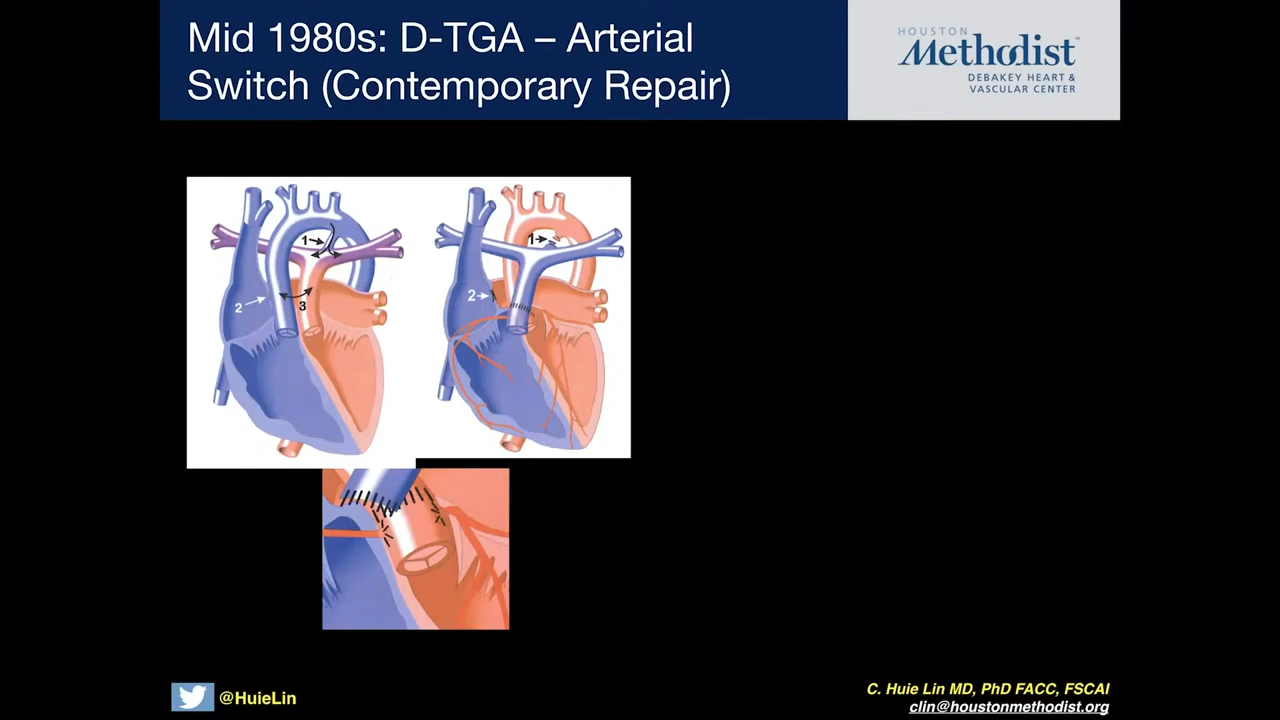 Mid 1980s: D-TGA – Arterial
Switch (Contemporary Repair)
HOUSTON
Methodist™
DEBAKEY HEART &
VASCULAR CENTER
1
2
3
1
2
@HuieLin
C. Huie Lin MD, PhD FACC, FSCAI
clin@houstonmethodist.org